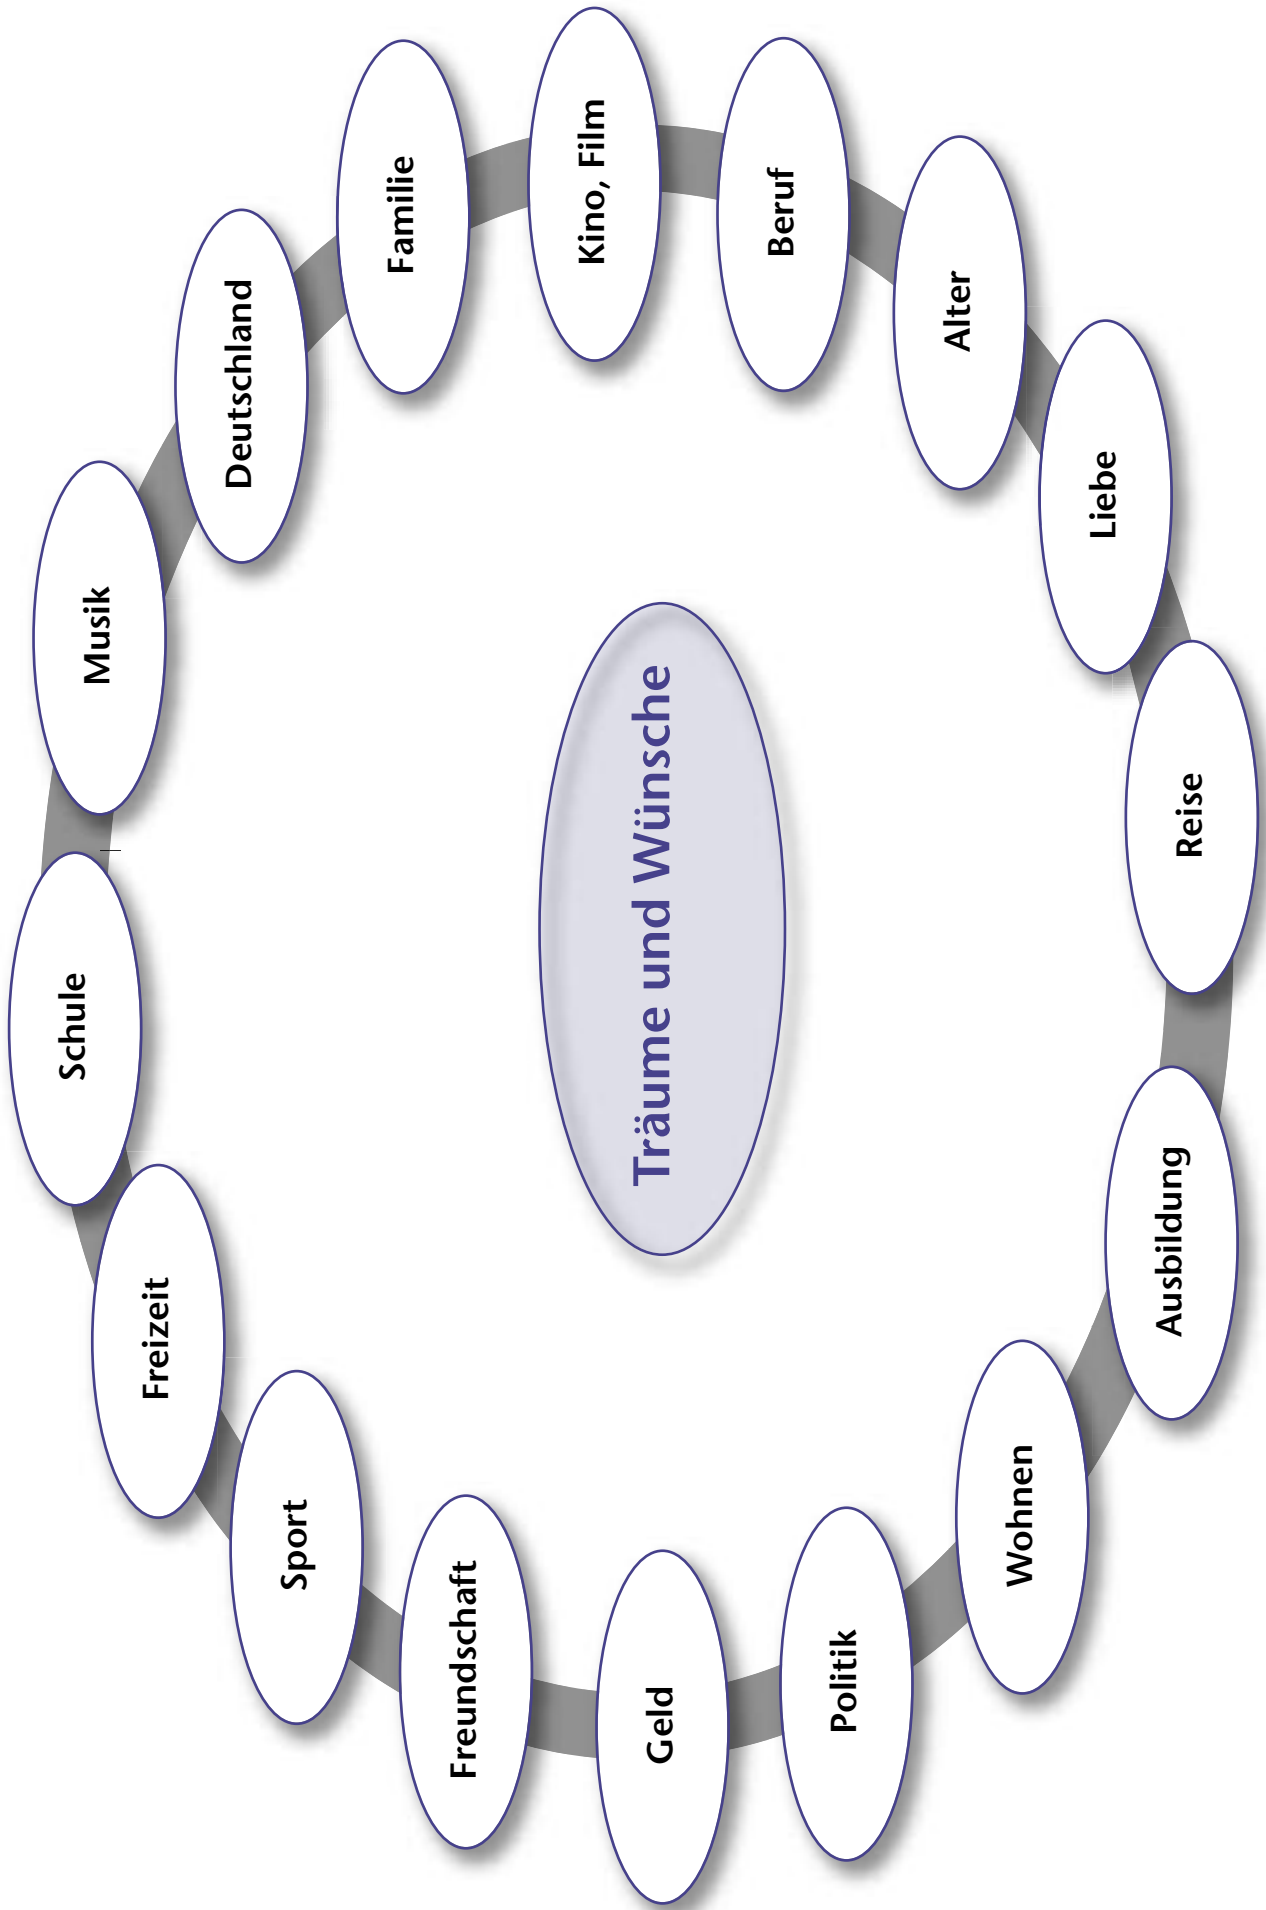 Träume und Wünsche
Schule
Musik
Deutschland
Familie
Kino, Film
Beruf
Alter
Liebe
Reise
Ausbildung
Wohnen
Politik
Geld
Freundschaft
Sport
Freizeit